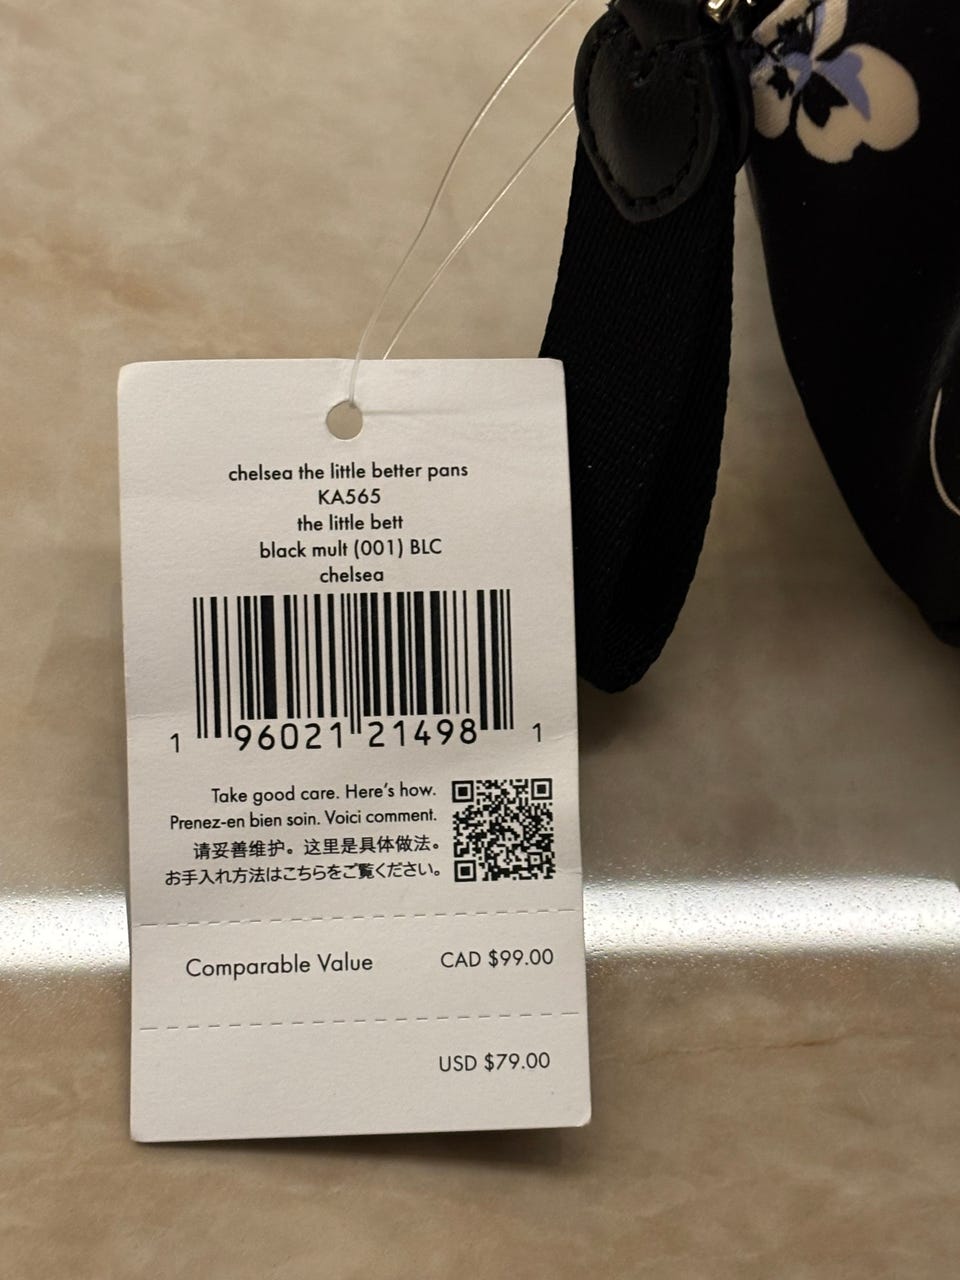 chelsea the little better pans
KA565
the little bett
black mult (001) BLC
chelsea
1 96021 21498 1
Take good care. Here's how.
Prenez-en bien soin. Voici comment.
请妥善维护。这里是具体做法。
お手入れ方法はこちらをご覧ください。
Comparable Value CAD $99.00
USD $79.00